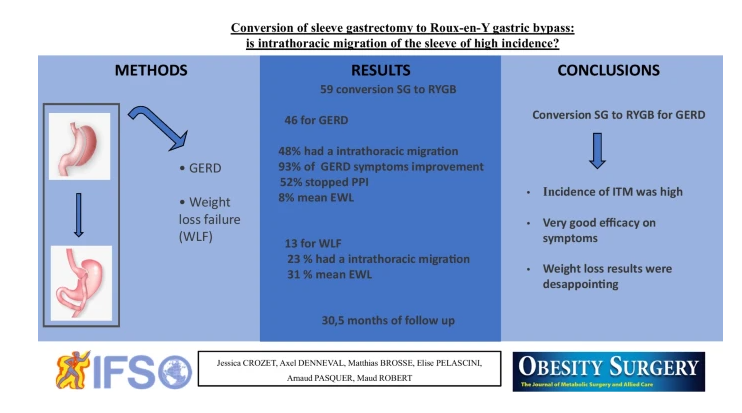 Conversion of sleeve gastrectomy to Roux-en-Y gastric bypass:
is intrathoracic migration of the sleeve of high incidence?
METHODS
• GERD
• Weight
loss failure
(WLF)
RESULTS
59 conversion SG to RYGB
46 for GERD
48% had a intrathoracic migration
93% of GERD symptoms improvement
52% stopped PPI
8% mean EWL
13 for WLF
23 % had a intrathoracic migration
31 % mean EWL
30,5 months of follow up
CONCLUSIONS
Conversion SG to RYGB for GERD
• Incidence of ITM was high
• Very good efficacy on
symptoms
• Weight loss results were
desappointing
IFSO
Jessica CROZET, Axel DENNEVAL, Matthias BROSSE, Elise PELASCINI,
Arnaud PASQUER, Maud ROBERT
OBESITY SURGERY
The Journal of Metabolic Surgery and Allied Care